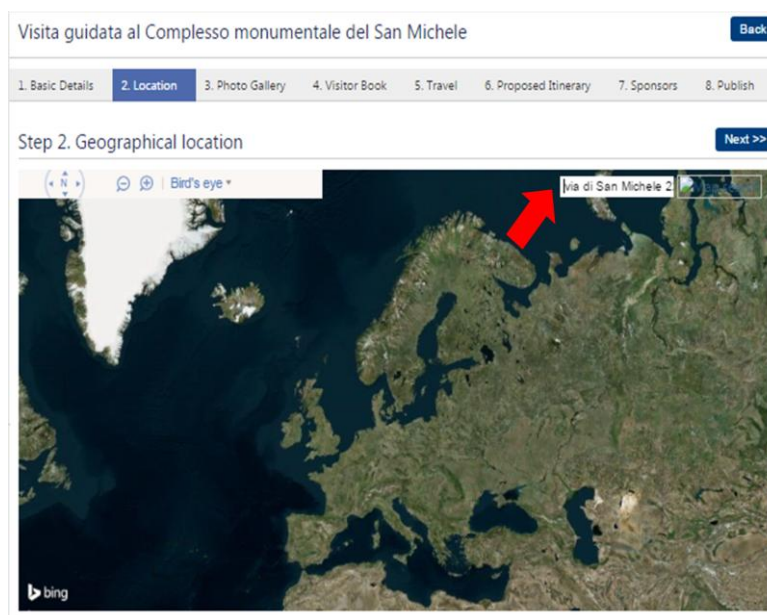 Visita guidata al Complesso monumentale del San Michele
Back
1. Basic Details 2. Location 3. Photo Gallery 4. Visitor Book 5. Travel 6. Proposed Itinerary 7. Sponsors 8. Publish
Step 2. Geographical location
Next >>
N Bird's eye
via di San Michele 2
bing